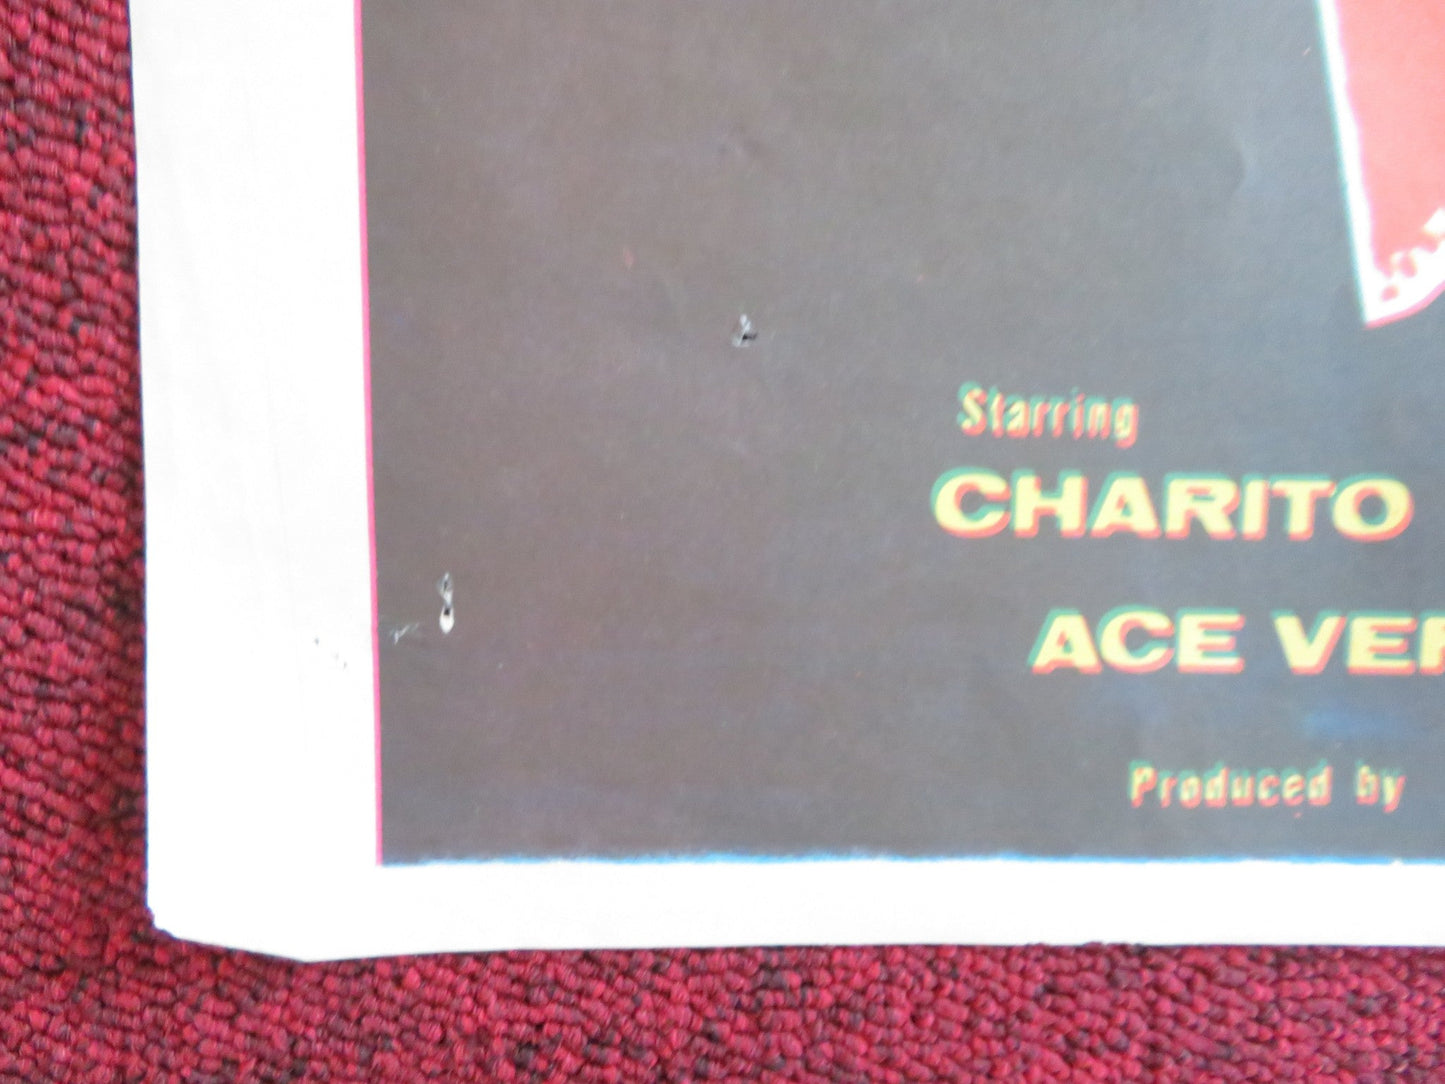 Starring
CHARITO
ACE
Produced by